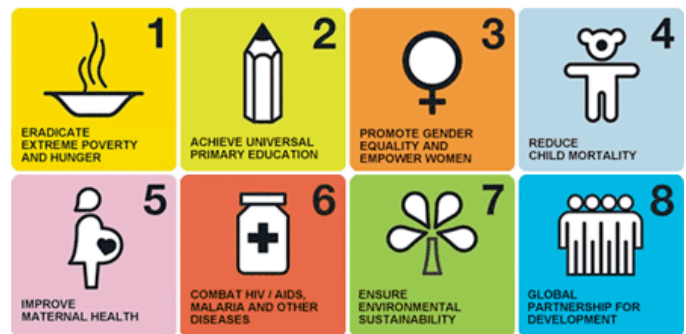 1
ERADICATE
EXTREME POVERTY
AND HUNGER
2
ACHIEVE UNIVERSAL
PRIMARY EDUCATION
3
PROMOTE GENDER
EQUALITY AND
EMPOWER WOMEN
4
REDUCE
CHILD MORTALITY
5
IMPROVE
MATERNAL HEALTH
6
COMBAT HIV / AIDS,
MALARIA AND OTHER
DISEASES
7
ENSURE
ENVIRONMENTAL
SUSTAINABILITY
8
GLOBAL
PARTNERSHIP FOR
DEVELOPMENT